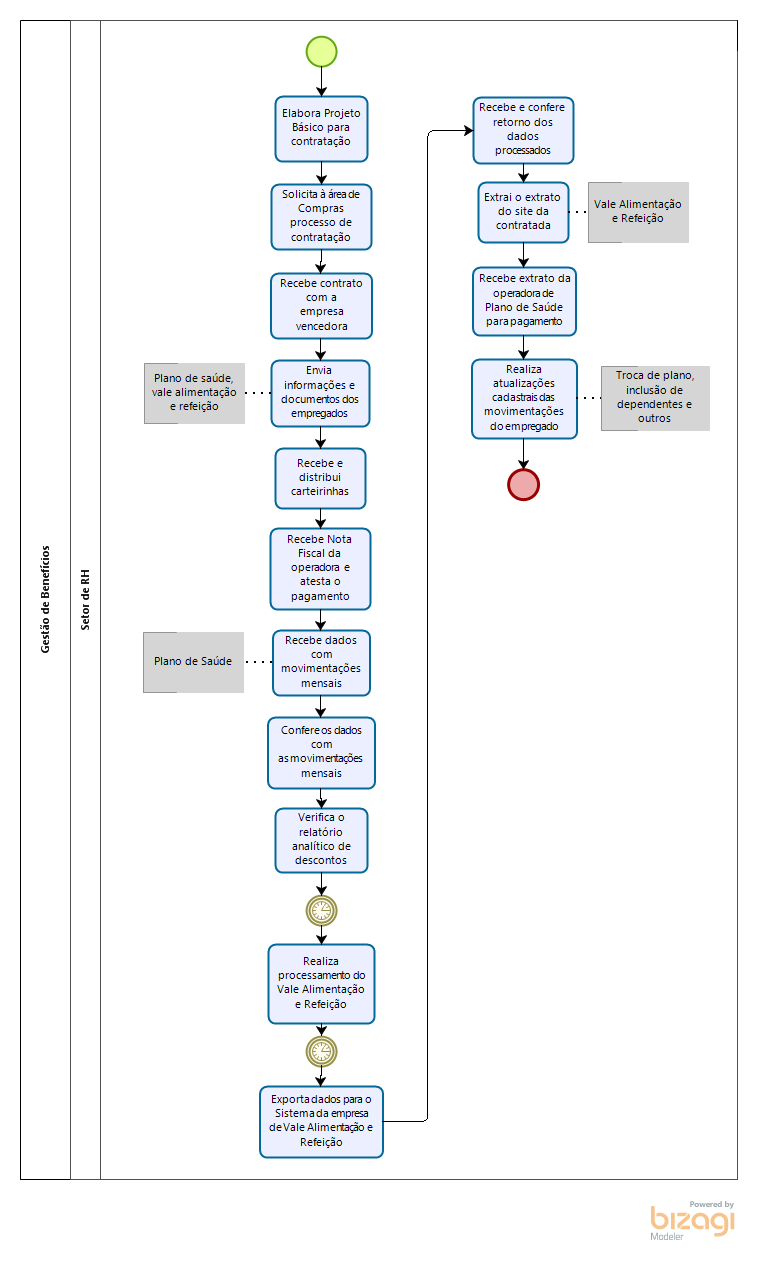 Gestão de Benefícios
Setor de RH
Elabora Projeto
Básico para
contratação
Solicita à área de
Compras
processo de
contratação
Recebe contrato
com a
empresa
vencedora
Plano de saúde,
vale alimentação
e refeição
Envia
informações e
documentos dos
empregados
Recebe e
distribui
carteirinhas
Recebe Nota
Fiscal da
operadora e
atesta o
pagamento
Plano de Saúde
Recebe dados
com
movimentações
mensais
Confere os dados
com
as movimentações
mensais
Verifica o
relatório
analítico de
descontos
Realiza
processamento do
Vale Alimentação
e Refeição
Exporta dados para o
Sistema da empresa
de Vale Alimentação e
Refeição
Recebe e confere
retorno dos
dados
processados
Extrai o extrato
do site da
contratada
Vale Alimentação
e Refeição
Recebe extrato da
operadora de
Plano de Saúde
para pagamento
Realiza
atualizações
cadastrais das
movimentações
do empregado
Troca de plano,
inclusão de
dependentes e
outros
Powered by
bizagi
Modeler